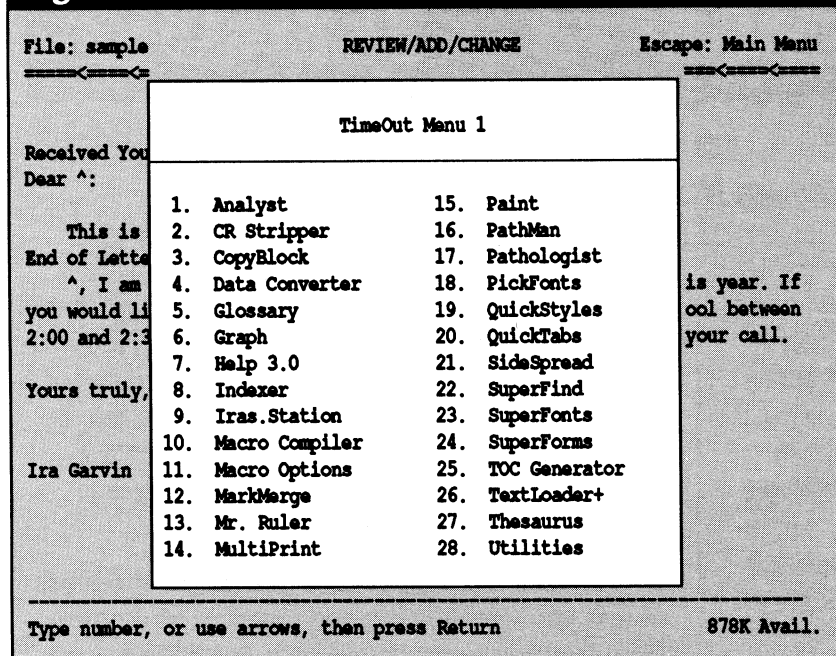 File: sample REVIEW/ADD/CHANGE Escape: Main Menu
=====<====<= ===<====<====
TimeOut Menu 1
Received You
Dear ^:
1. Analyst 15. Paint
This is 2. CR Stripper 16. PathMan
End of Lette 3. CopyBlock 17. Pathologist
^, I am 4. Data Converter 18. PickFonts is year. If
you would li 5. Glossary 19. QuickStyles ool between
2:00 and 2:3 6. Graph 20. QuickTabs your call.
7. Help 3.0 21. SideSpread
Yours truly, 8. Indexer 22. SuperFind
9. Iras.Station 23. SuperFonts
10. Macro Compiler 24. SuperForms
Ira Garvin 11. Macro Options 25. TOC Generator
12. MarkMerge 26. TextLoader+
13. Mr. Ruler 27. Thesaurus
14. MultiPrint 28. Utilities
Type number, or use arrows, then press Return 878K Avail.